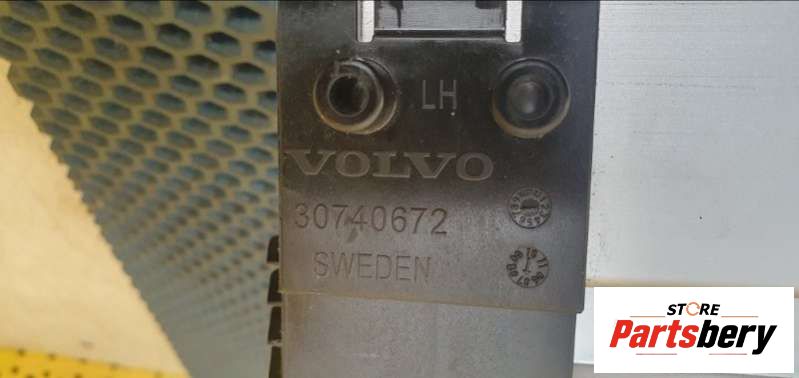 LH
VOLVO
30740672
SWEDEN
STORE
Partsbery